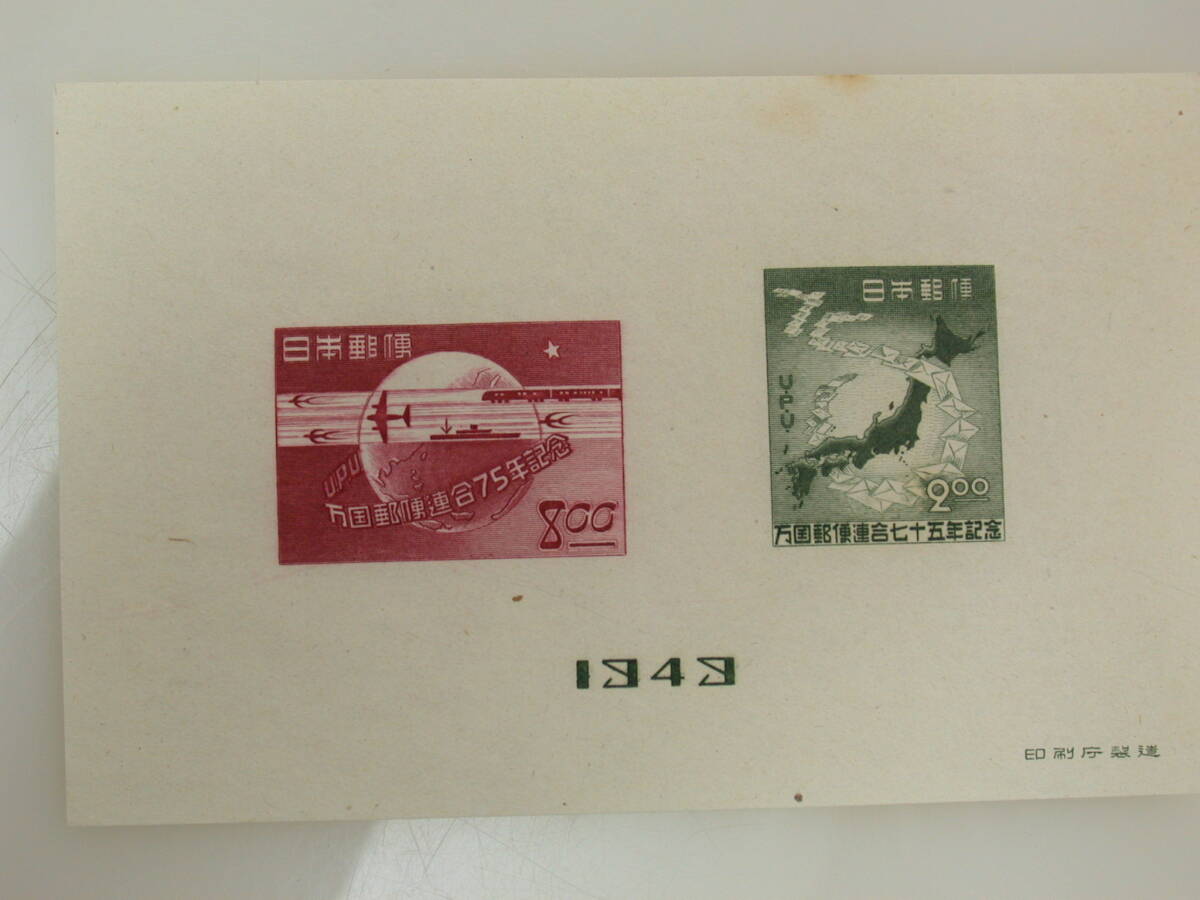 日本郵便
U.P.U
万国郵便連合75年記念
8.00
日本郵便
75
U.P.U.
2.00
万国郵便連合七十五年記念
1949
印刷庁製造